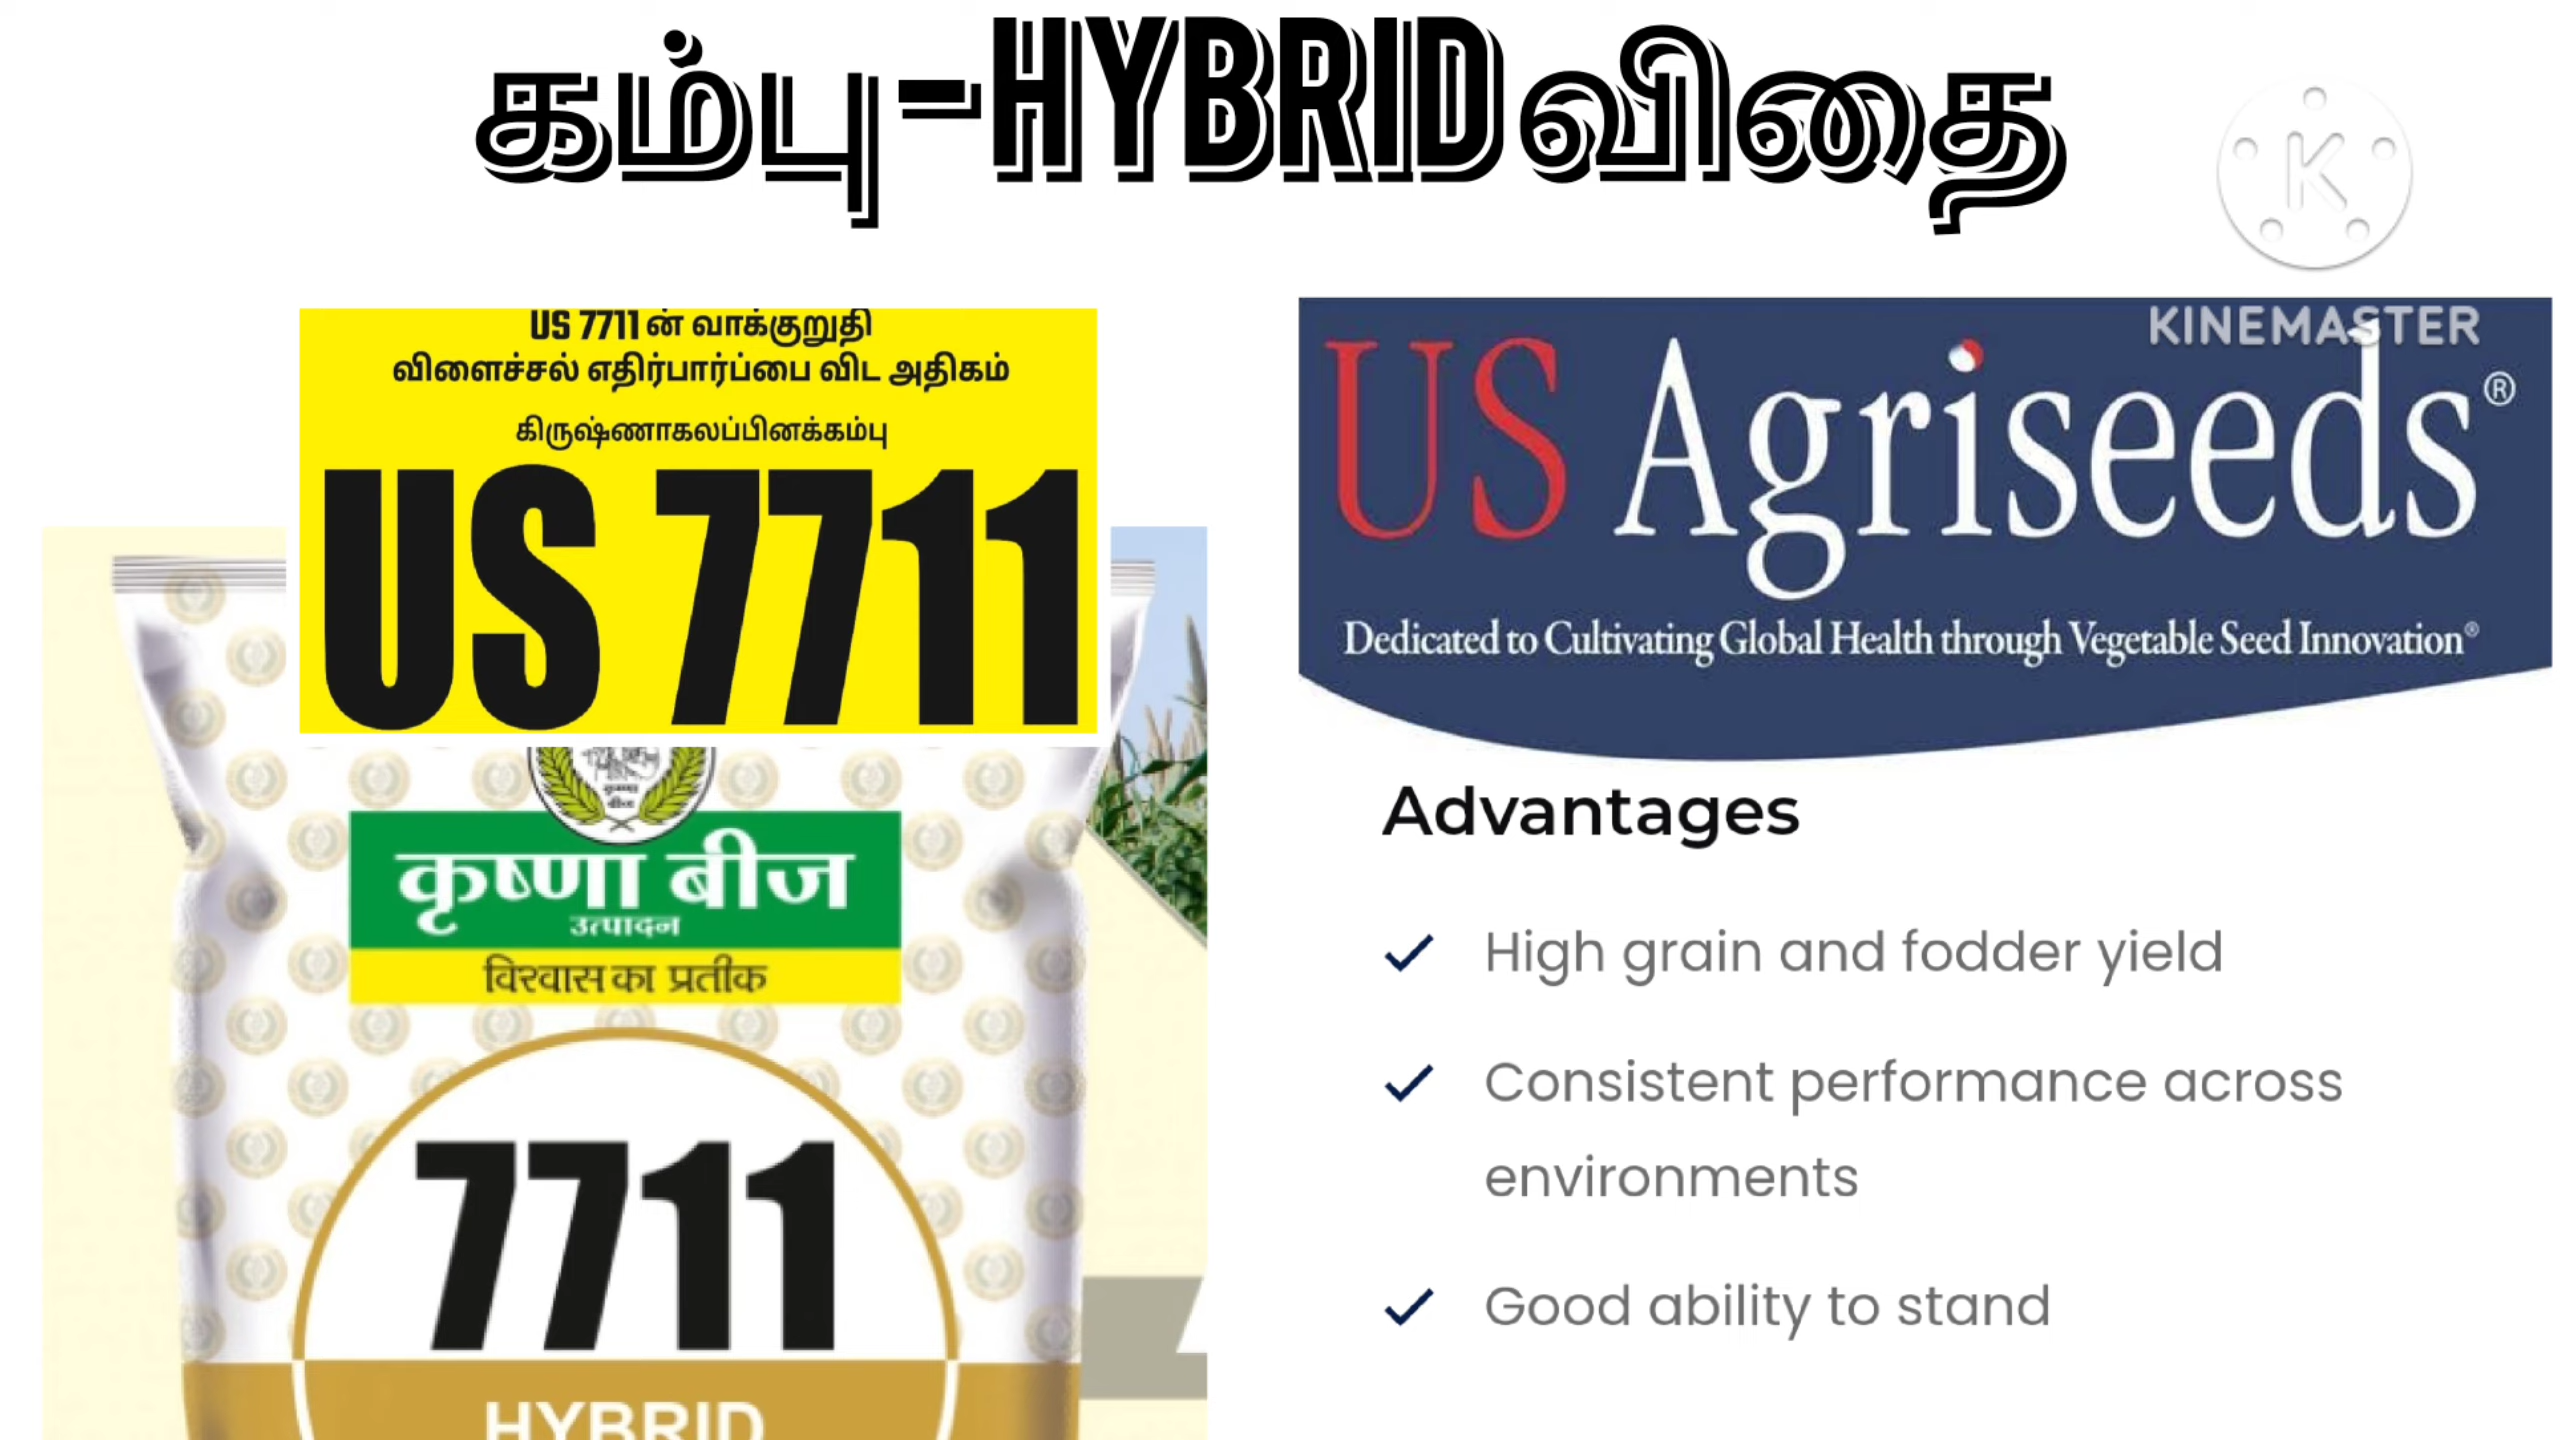 கம்பு-HYBRID விதை
KINEMASTER
US 7711 ன் வாக்குறுதி
விளைச்சல் எதிர்பார்ப்பை விட அதிகம்
கிருஷ்ணாகலப்பினக்கம்பு
US 7711
कृष्णा बीज
उत्पादन
विश्वास का प्रतीक
7711
HYBRID
US Agriseeds®
Dedicated to Cultivating Global Health through Vegetable Seed Innovation®
Advantages
High grain and fodder yield
Consistent performance across
environments
Good ability to stand